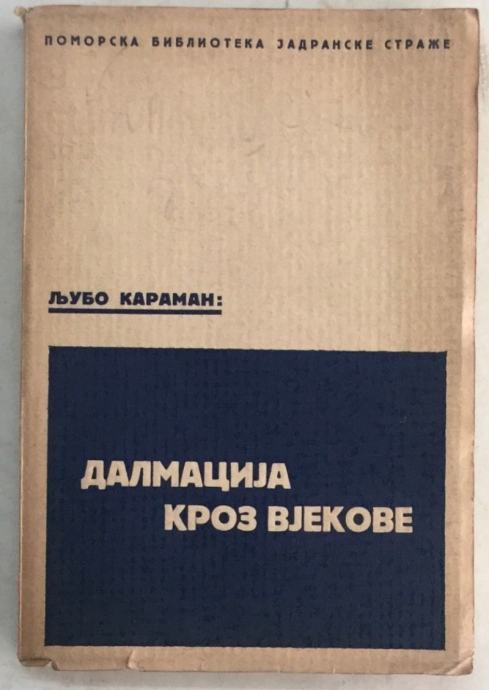 ПОМОРСКА БИБЛИОТЕКА ЈАДРАНСКЕ СТРАЖЕ
ЉУБО КАРАМАН:
ДАЛМАЦИЈА
КРОЗ ВЈЕКОВЕ